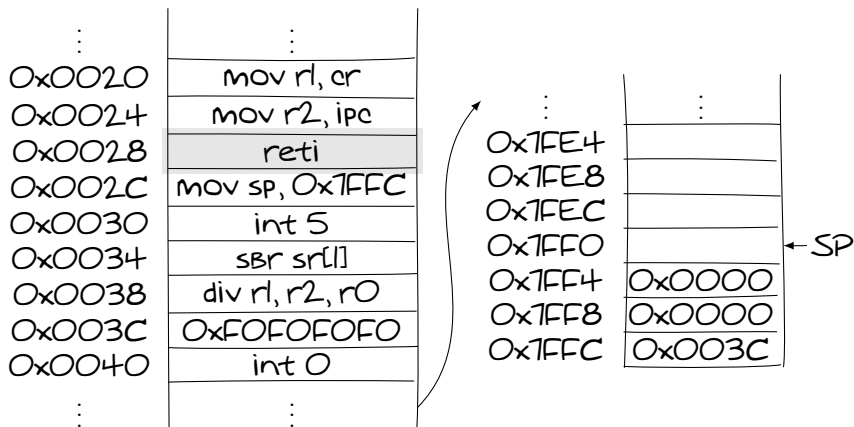 ⋮ ⋮
0x0020 mov r1, cr
0x0024 mov r2, ipc
0x0028 reti
0x002C mov sp, 0x7FFC
0x0030 int 5
0x0034 sbr sr[1]
0x0038 div r1, r2, r0
0x003C 0xF0F0F0F0
0x0040 int 0
⋮ ⋮
⋮ ⋮
0x7FE4
0x7FE8
0x7FEC
0x7FF0 SP
0x7FF4 0x0000
0x7FF8 0x0000
0x7FFC 0x003C